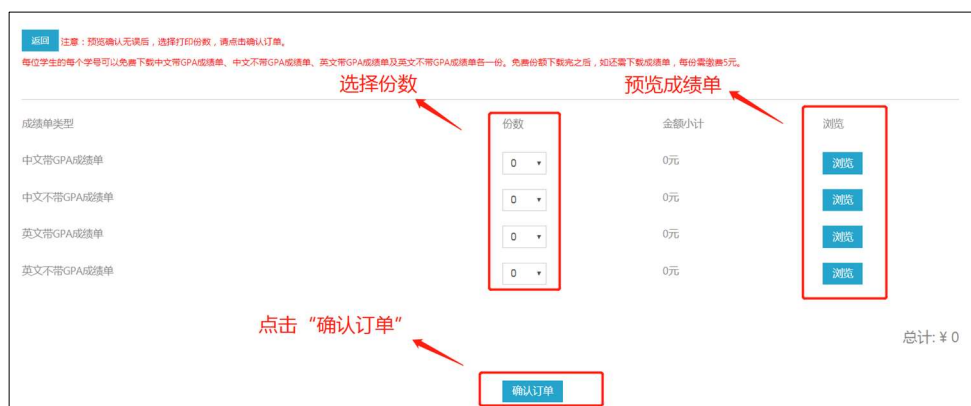 返回 注意：预览确认无误后，选择打印份数，请点击确认订单。
每位学生的每个学号可以免费下载中文带GPA成绩单、中文不带GPA成绩单、英文带GPA成绩单及英文不带GPA成绩单各一份。免费份额下载完之后，如还需下载成绩单，每份需缴费5元。
选择份数 预览成绩单
成绩单类型 份数 金额小计 浏览
中文带GPA成绩单 0 0元 浏览
中文不带GPA成绩单 0 0元 浏览
英文带GPA成绩单 0 0元 浏览
英文不带GPA成绩单 0 0元 浏览
点击“确认订单”
总计: ¥ 0
确认订单